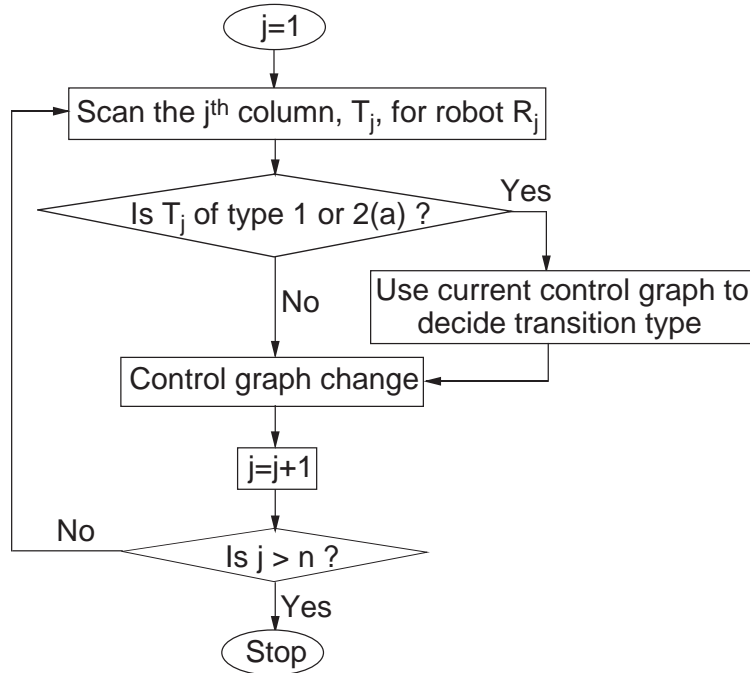 j=1
Scan the jth column, Tj, for robot Rj
Is Tj of type 1 or 2(a) ?
Yes
No
Use current control graph to
decide transition type
Control graph change
j=j+1
No
Is j > n ?
Yes
Stop